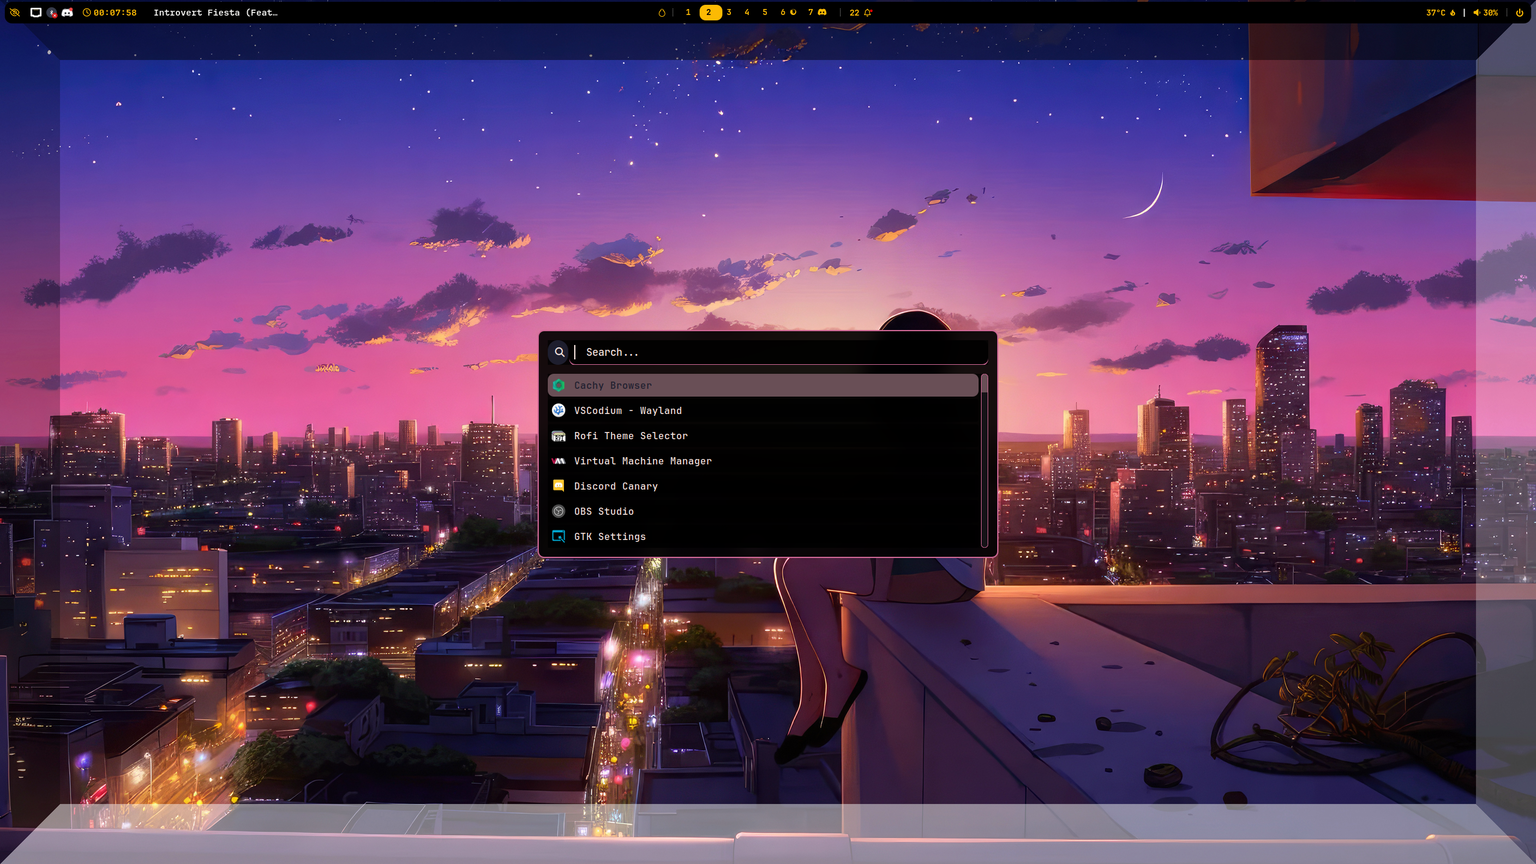 00:07:58 Introvert Fiesta (Feat… 1 2 3 4 5 6 7 22 37°C | 30%
Search...
Cachy Browser
VSCodium - Wayland
Rofi Theme Selector
Virtual Machine Manager
Discord Canary
OBS Studio
GTK Settings